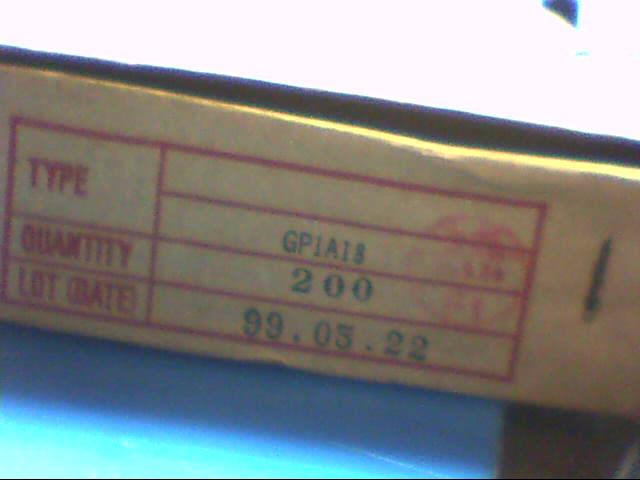 TYPE
GP1A18
QUANTITY
200
LOT (DATE)
99.05.22